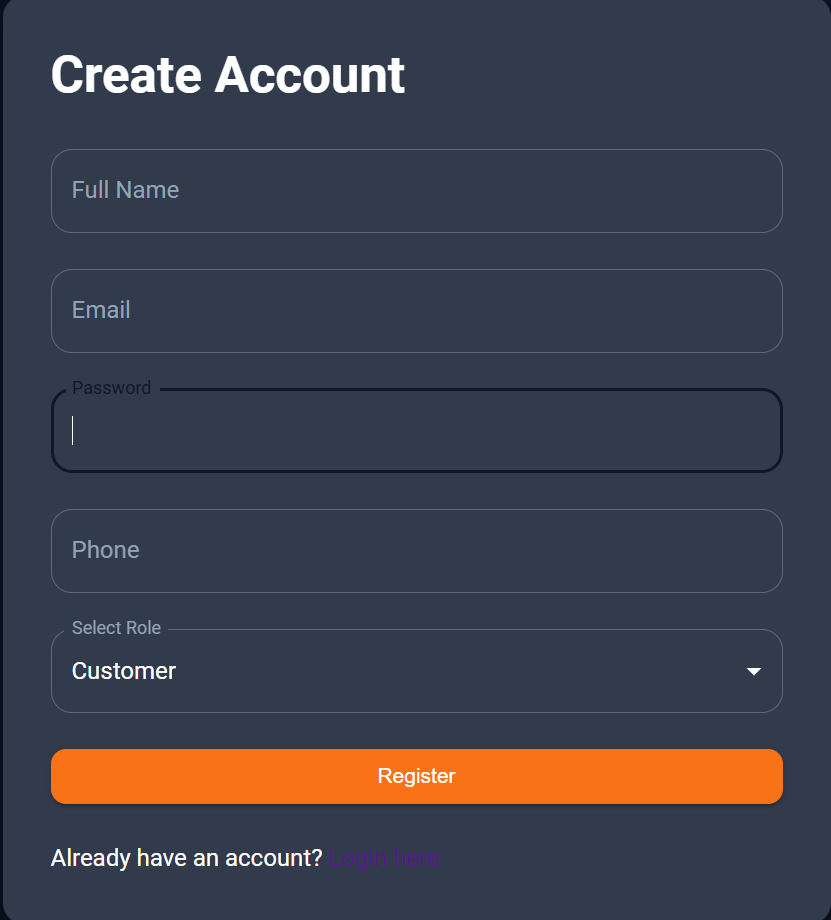 Create Account
Full Name
Email
Password
Phone
Select Role
Customer
Register
Already have an account? Login here